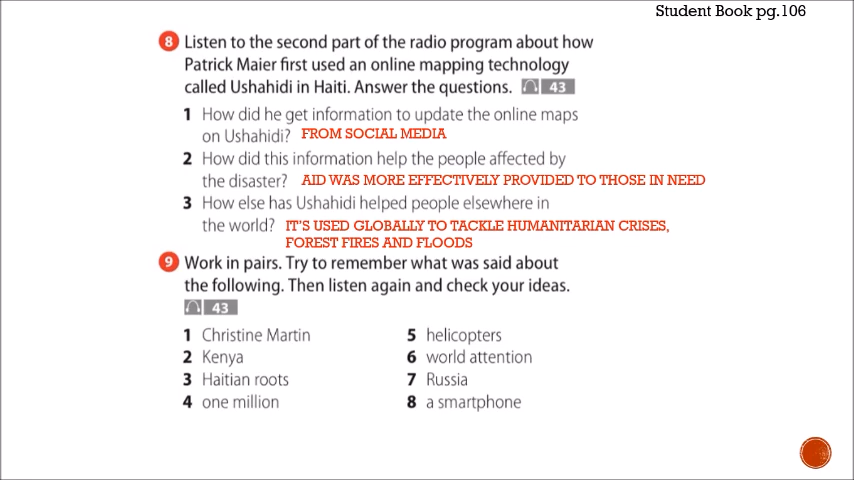 Student Book pg.106
8 Listen to the second part of the radio program about how
Patrick Maier first used an online mapping technology
called Ushahidi in Haiti. Answer the questions. 43
1 How did he get information to update the online maps
on Ushahidi? FROM SOCIAL MEDIA
2 How did this information help the people affected by
the disaster? AID WAS MORE EFFECTIVELY PROVIDED TO THOSE IN NEED
3 How else has Ushahidi helped people elsewhere in
the world? IT'S USED GLOBALLY TO TACKLE HUMANITARIAN CRISES,
FOREST FIRES AND FLOODS
9 Work in pairs. Try to remember what was said about
the following. Then listen again and check your ideas.
43
1 Christine Martin
2 Kenya
3 Haitian roots
4 one million
5 helicopters
6 world attention
7 Russia
8 a smartphone